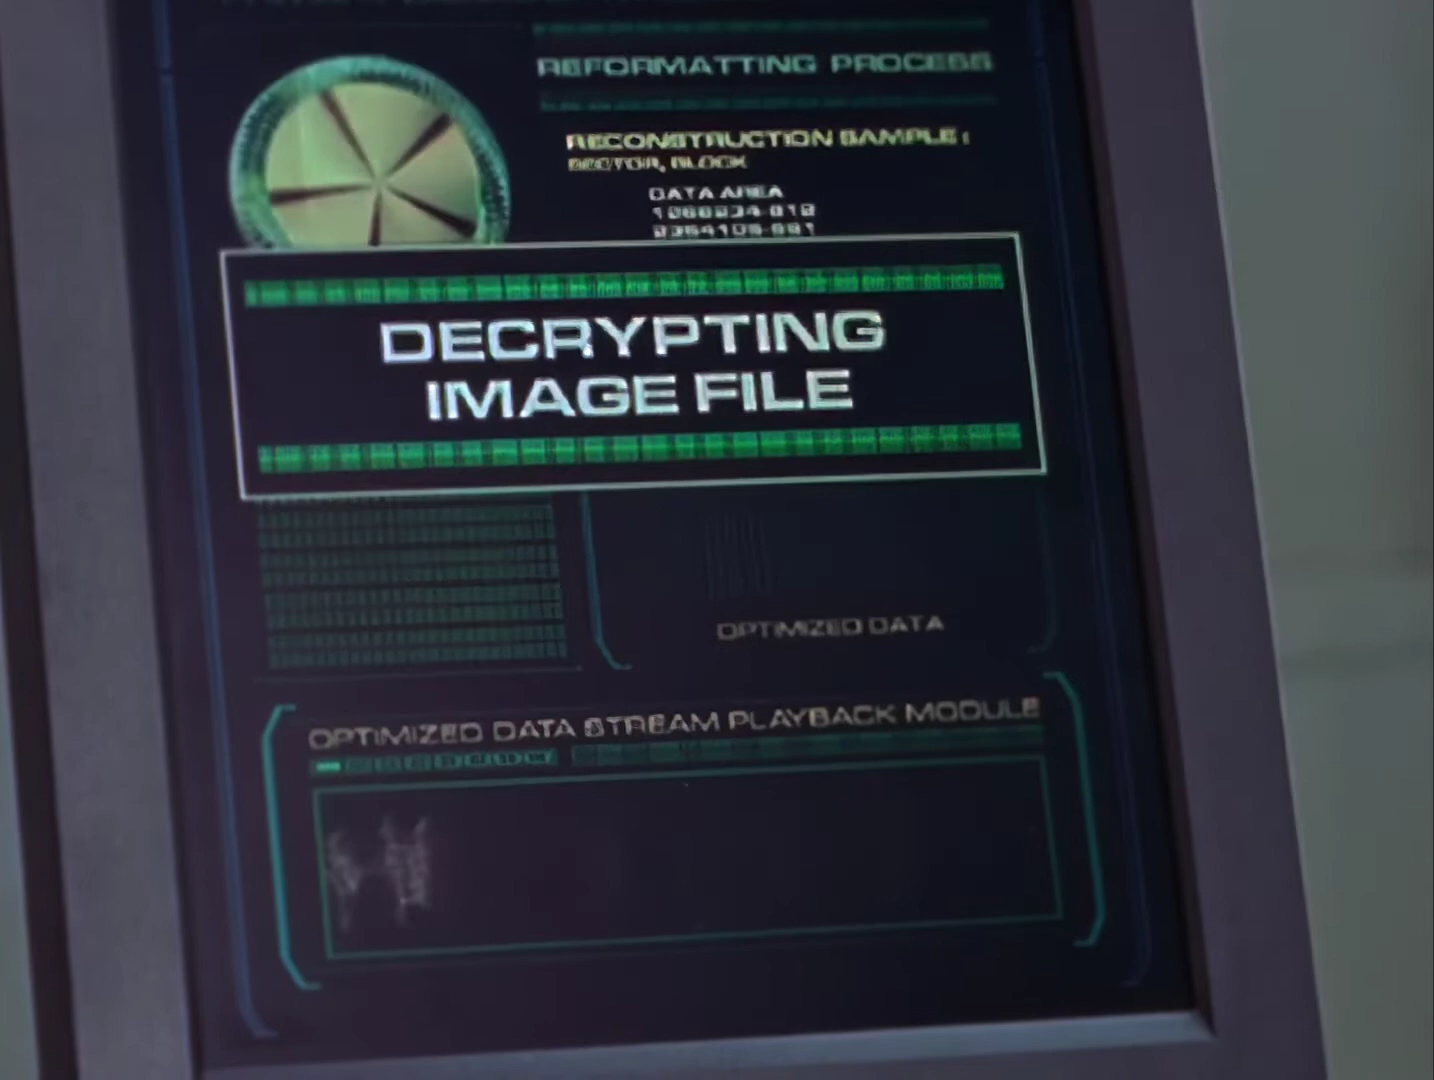 REFORMATTING PROCESS
RECONSTRUCTION SAMPLE:
SECTOR, BLOCK
DATA AREA
DECRYPTING
IMAGE FILE
OPTIMIZED DATA
OPTIMIZED DATA STREAM PLAYBACK MODULE